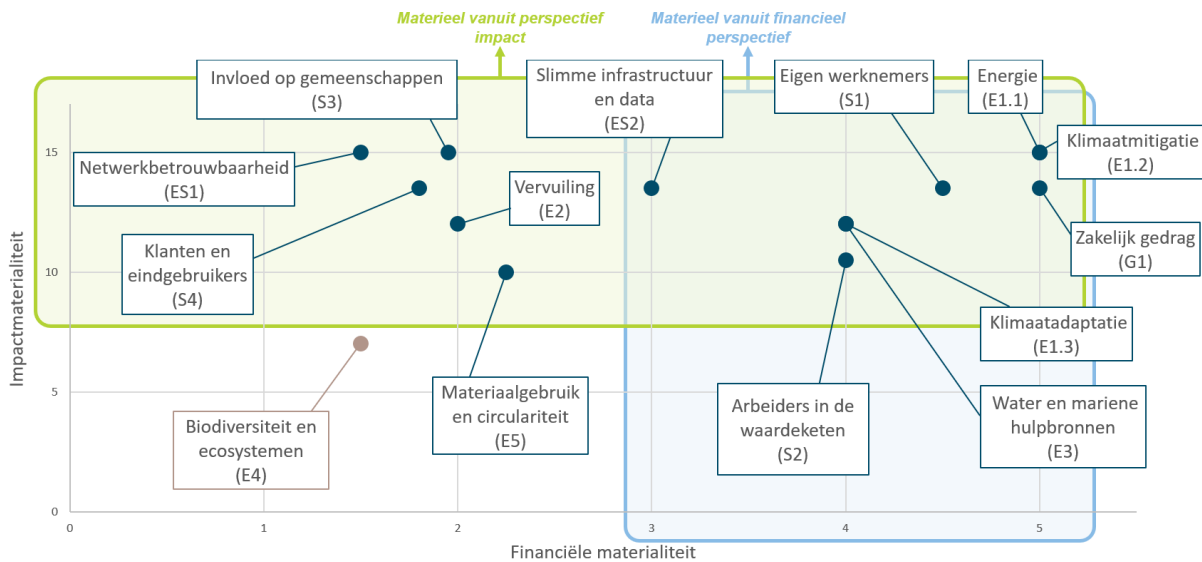 Materieel vanuit perspectief
impact
Materieel vanuit financieel
perspectief
Invloed op gemeenschappen
(S3)
Slimme infrastructuur
en data
(ES2)
Eigen werknemers
(S1)
Energie
(E1.1)
Klimaatmitigatie
(E1.2)
Netwerkbetrouwbaarheid
(ES1)
Vervuiling
(E2)
Klanten en
eindgebruikers
(S4)
Zakelijk gedrag
(G1)
Klimaatadaptatie
(E1.3)
Materiaalgebruik
en circulariteit
(E5)
Arbeiders in de
waardeketen
(S2)
Water en mariene
hulpbronnen
(E3)
Biodiversiteit en
ecosystemen
(E4)
Impactmaterialiteit
15
10
5
0
0
1
2
3
4
5
Financiële materialiteit